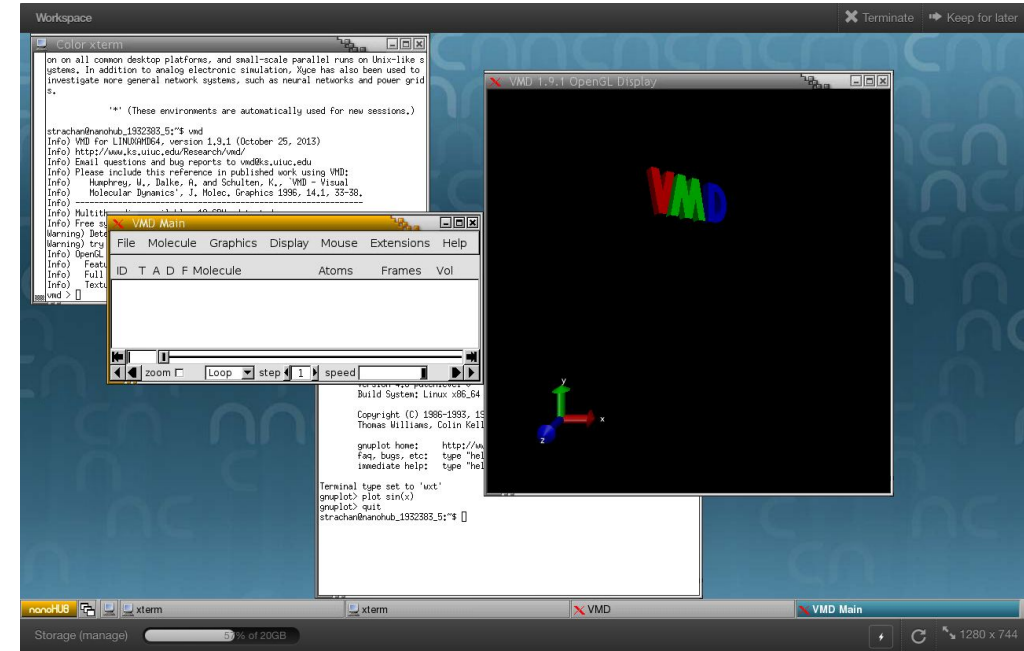 Workspace
Terminate
Keep for later
Color xterm
on on all common desktop platforms, and small-scale parallel runs on Unix-like s
ystems. In addition to analog electronic simulation, Xyce has also been used to
investigate more general network systems, such as neural networks and power grid
s.
'*' (These environments are automatically used for new sessions.)
strachan@nanohub_1932383_5:~$ vmd
Info) VMD for LINUXAMD64, version 1.9.1 (October 25, 2013)
Info) http://www.ks.uiuc.edu/Research/vmd/
Info) Email questions and bug reports to vmd@ks.uiuc.edu
Info) Please include this reference in published work using VMD:
Info) Humphrey, W., Dalke, A. and Schulten, K., `VMD - Visual
Info) Molecular Dynamics', J. Molec. Graphics 1996, 14.1, 33-38.
Info) -------------------------------------------------------------
Info) Multith
Info) Free sy
Warning) Dete
Warning) try
Info) OpenGL
Info) Featu
Info) Full
Info) Textu
vmd >
VMD Main
File Molecule Graphics Display Mouse Extensions Help
ID T A D F Molecule Atoms Frames Vol
zoom Loop step 1 speed
VMD 1.9.1 OpenGL Display
VMD
y
x
z
Build System: Linux x86_64
Copyright (C) 1986-1993, 19
Thomas Williams, Colin Kell
gnuplot home: http://ww
faq, bugs, etc: type "hel
immediate help: type "hel
Terminal type set to 'wxt'
gnuplot> plot sin(x)
gnuplot> quit
strachan@nanohub_1932383_5:~$
nanoHUB
xterm
xterm
VMD
VMD Main
Storage (manage)
of 20GB
1280 x 744